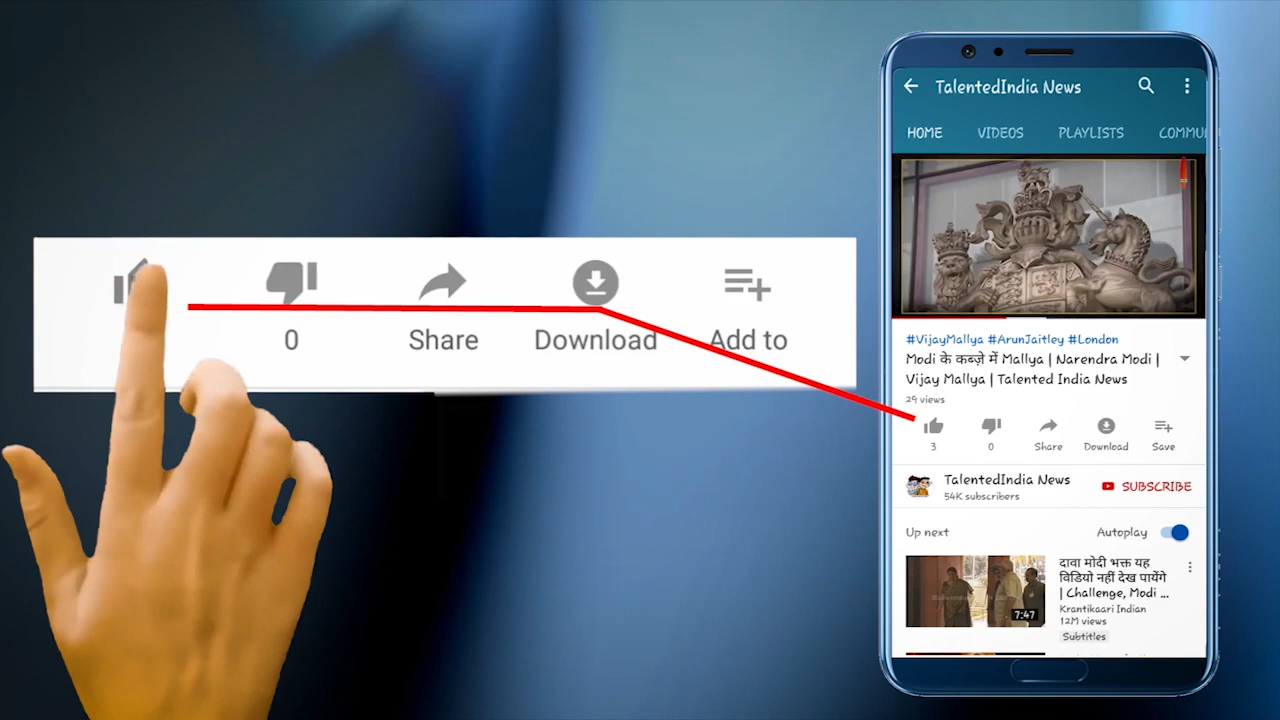 0
Share
Download
Add to
TalentedIndia News
HOME
VIDEOS
PLAYLISTS
COMMU
#VijayMallya #ArunJaitley #London
Modi के कब्ज़े में Mallya | Narendra Modi |
Vijay Mallya | Talented India News
29 views
3
0
Share
Download
Save
TalentedIndia News
54K subscribers
SUBSCRIBE
Up next
Autoplay
7:47
दावा मोदी भक्त यह
विडियो नहीं देख पायेंगे
| Challenge, Modi ...
Krantikaari Indian
12M views
Subtitles